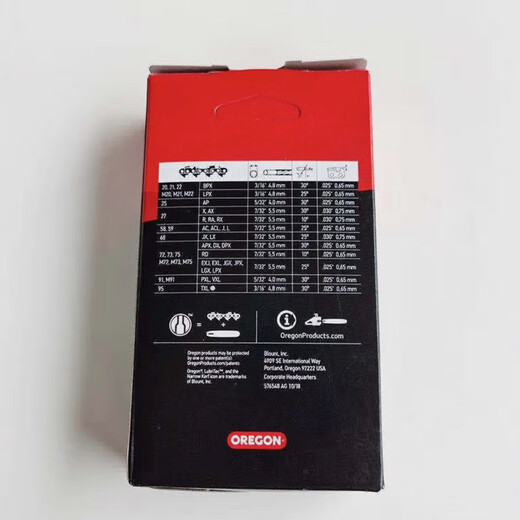 20, 21, 22 BPX 3/16" 4,8 mm 30° .025" 0,65 mm
M20, M21, M22 LPX 3/16" 4,8 mm 25° .025" 0,65 mm
25 AP 5/32" 4,0 mm 30° .025" 0,65 mm
27 X, AX 7/32" 5,5 mm 30° .030" 0,75 mm
R, RA, RX 7/32" 5,5 mm 10° .030" 0,75 mm
58, 59 AC, ACL, J, L 7/32" 5,5 mm 25° .025" 0,65 mm
68 JX, LX 7/32" 5,5 mm 25° .030" 0,75 mm
APX, DX, DPX 7/32" 5,5 mm 30° .025" 0,65 mm
72, 73, 75 RD 7/32" 5,5 mm 10° .025" 0,65 mm
M72, M73, M75 EXJ, EXL, JGX, JPX, 7/32" 5,5 mm 25° .025" 0,65 mm
LGX, LPX
91, M91 PXL, VXL 5/32" 4,0 mm 30° .025" 0,65 mm
95 TXL 3/16" 4,8 mm 30° .025" 0,65 mm
OregonProducts.com
Oregon products may be protected
by one or more patent(s).
OregonProducts.com/patents
Oregon®, LubriTec™, and the
Narrow Kerf icon are trademarks
of Blount, Inc.
Blount, Inc.
4909 SE International Way
Portland, Oregon 97222 USA
Corporate Headquarters
576548 AG 10/18
OREGON